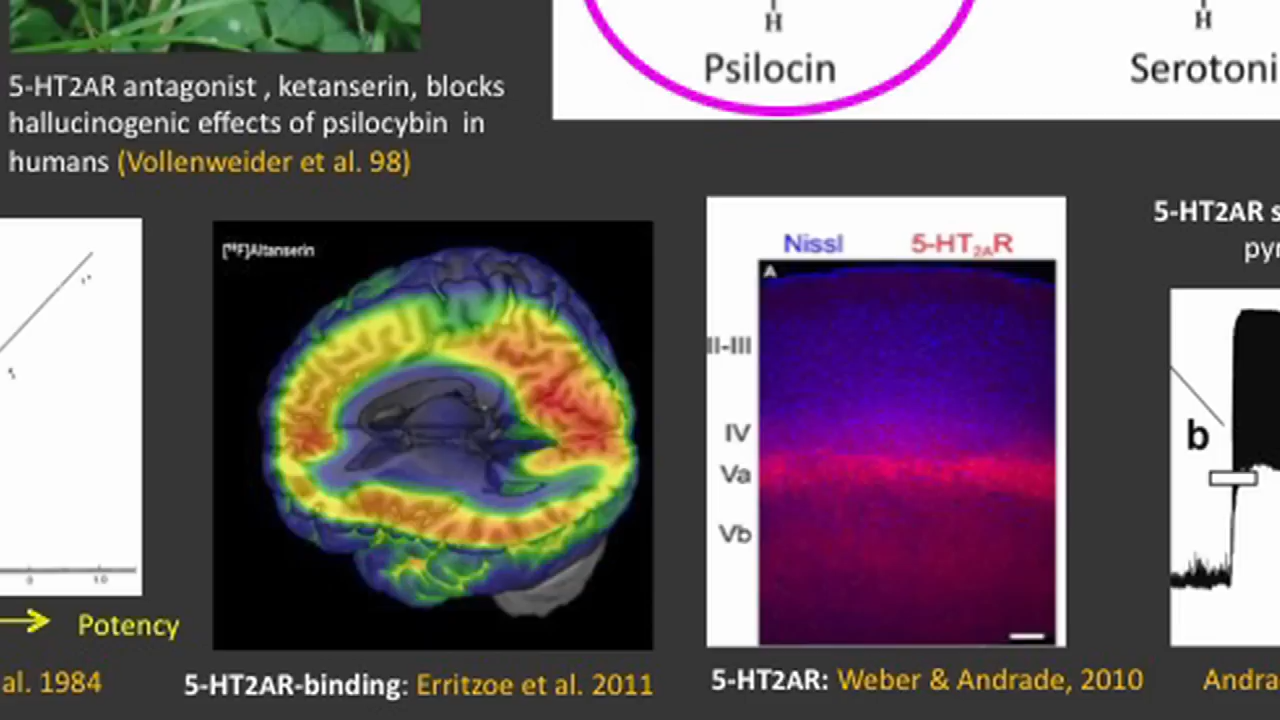 H
H
Psilocin
Serotoni
5-HT2AR antagonist , ketanserin, blocks
hallucinogenic effects of psilocybin in
humans (Vollenweider et al. 98)
5-HT2AR s
pyr
[¹⁸F]Altanserin
Nissl 5-HT2AR
A
II-III
IV
Va
Vb
b
0 10
Potency
al. 1984
5-HT2AR-binding: Erritzoe et al. 2011
5-HT2AR: Weber & Andrade, 2010
Andra